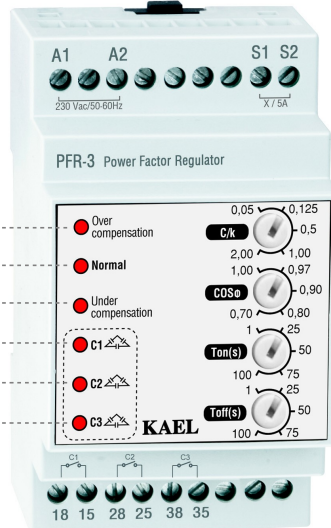 A1 A2 S1 S2
230 Vac/50-60Hz X / 5A
PFR-3 Power Factor Regulator
Over
compensation
Normal
Under
compensation
C1
C2
C3
0,05 0,125
C/k 0,5
2,00 1,00
1,00 0,97
COSφ 0,90
0,70 0,80
1 25
Ton(s) 50
100 75
1 25
Toff(s) 50
100 75
KAEL
C1 C2 C3
18 15 28 25 38 35